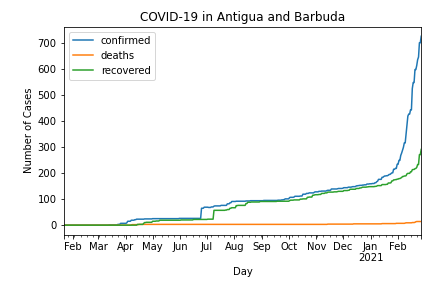 COVID-19 in Antigua and Barbuda
confirmed
deaths
recovered
700
600
500
400
300
200
100
0
Number of Cases
Feb Mar Apr May Jun Jul Aug Sep Oct Nov Dec Jan Feb
2021
Day